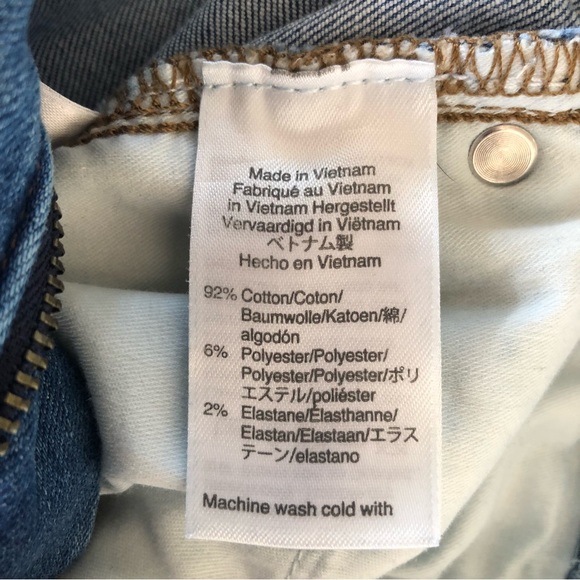 Made in Vietnam
Fabriqué au Vietnam
in Vietnam Hergestellt
Vervaardigd in Viëtnam
ベトナム製
Hecho en Vietnam
92% Cotton/Coton/
Baumwolle/Katoen/綿/
algodón
6% Polyester/Polyester/
Polyester/Polyester/ポリ
エステル/poliéster
2% Elastane/Élasthanne/
Elastan/Elastaan/エラス
テーン/elastano
Machine wash cold with